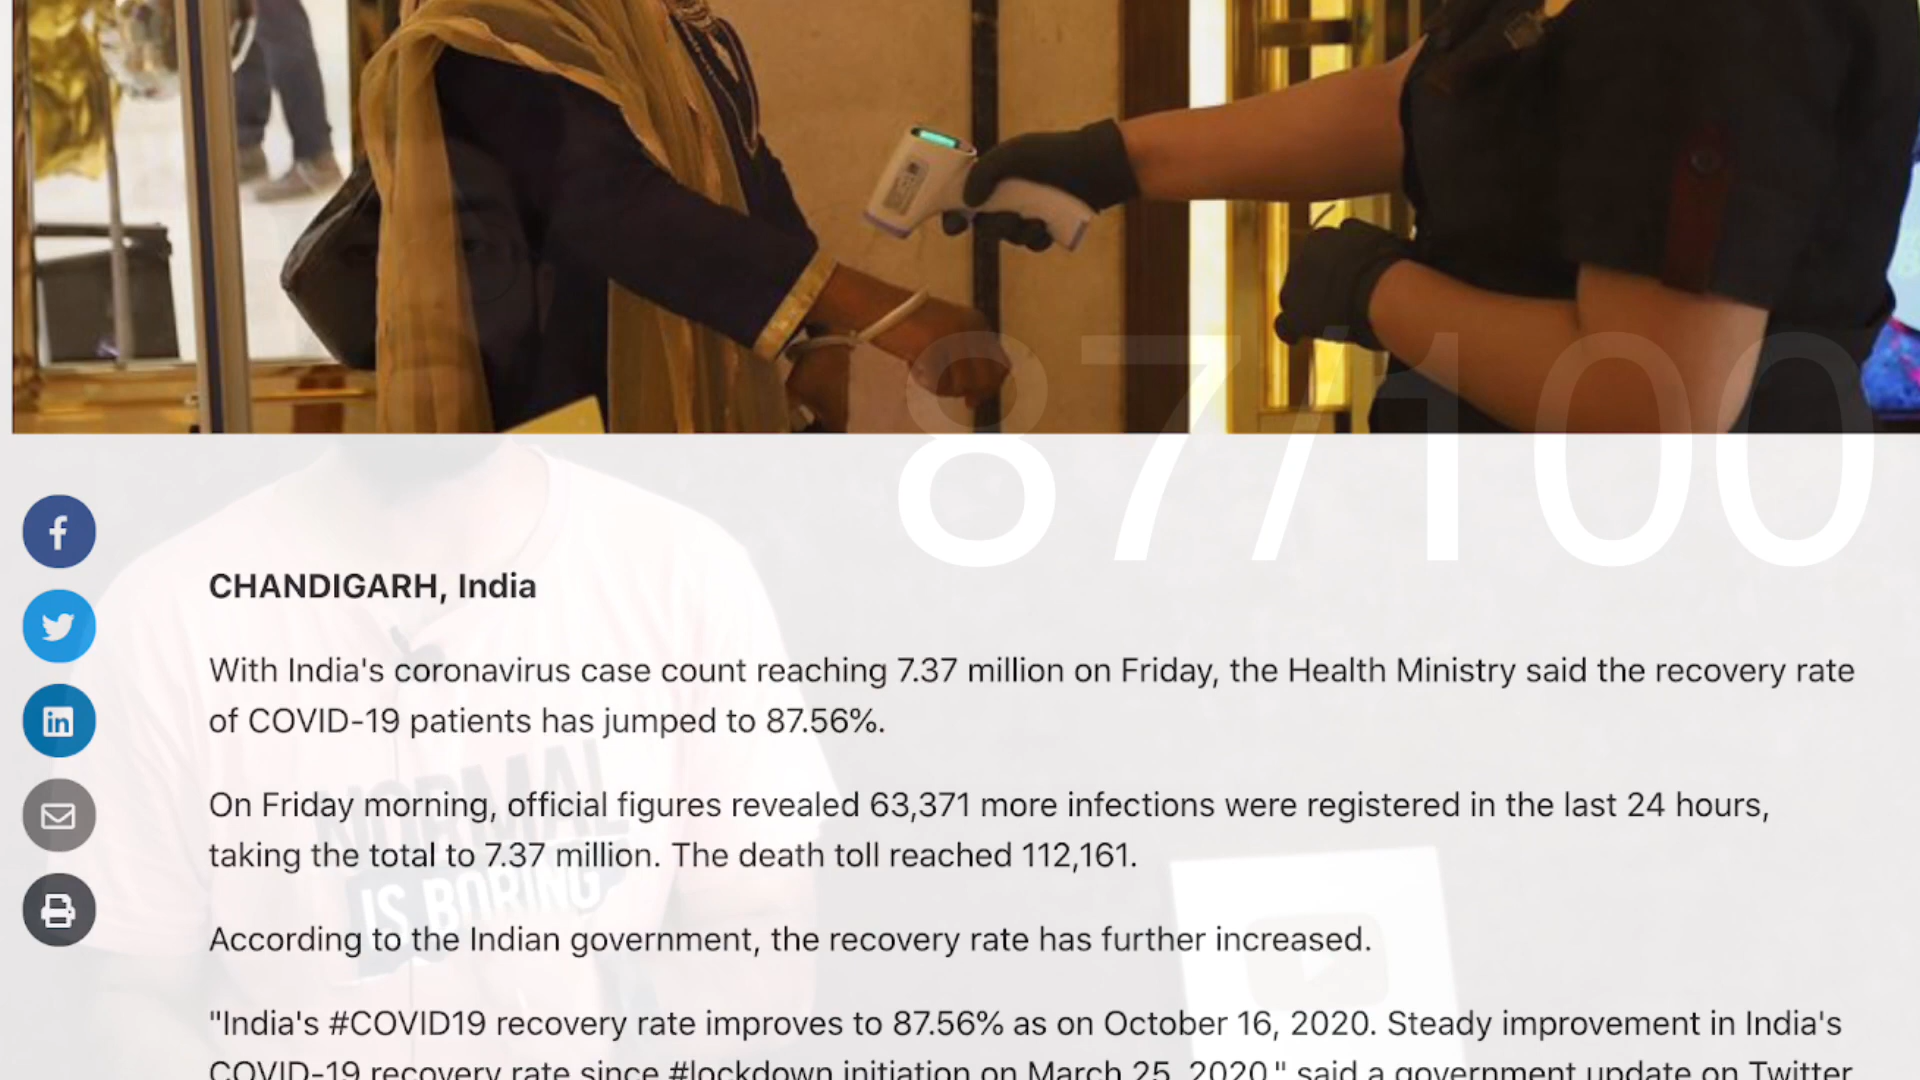 87/100
CHANDIGARH, India
With India's coronavirus case count reaching 7.37 million on Friday, the Health Ministry said the recovery rate
of COVID-19 patients has jumped to 87.56%.
On Friday morning, official figures revealed 63,371 more infections were registered in the last 24 hours,
taking the total to 7.37 million. The death toll reached 112,161.
NORMAL
IS BORING
According to the Indian government, the recovery rate has further increased.
"India's #COVID19 recovery rate improves to 87.56% as on October 16, 2020. Steady improvement in India's
COVID-19 recovery rate since #lockdown initiation on March 25, 2020," said a government update on Twitter